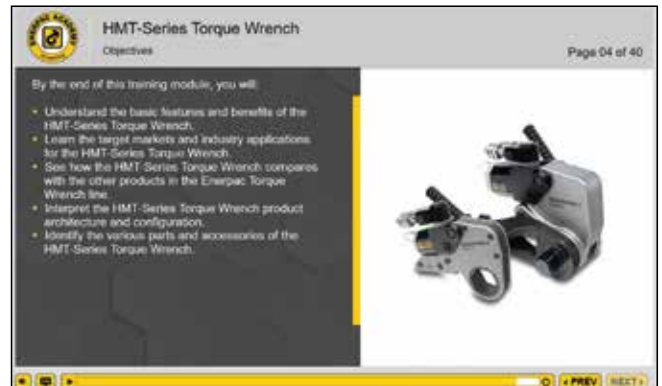 ENERPAC ACADEMY
HMT-Series Torque Wrench
Objectives
Page 04 of 40
By the end of this training module, you will:
• Understand the basic features and benefits of the
HMT-Series Torque Wrench.
• Learn the target markets and industry applications
for the HMT-Series Torque Wrench.
• See how the HMT-Series Torque Wrench compares
with the other products in the Enerpac Torque
Wrench line.
• Interpret the HMT-Series Torque Wrench product
architecture and configuration.
• Identify the various parts and accessories of the
HMT-Series Torque Wrench.
PREV
NEXT